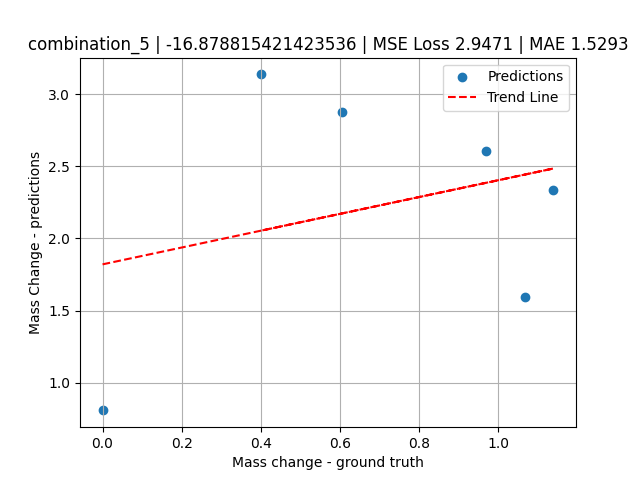 combination_5 | -16.878815421423536 | MSE Loss 2.9471 | MAE 1.5293
Predictions
Trend Line
3.0
2.5
2.0
1.5
1.0
Mass Change - predictions
0.0 0.2 0.4 0.6 0.8 1.0
Mass change - ground truth